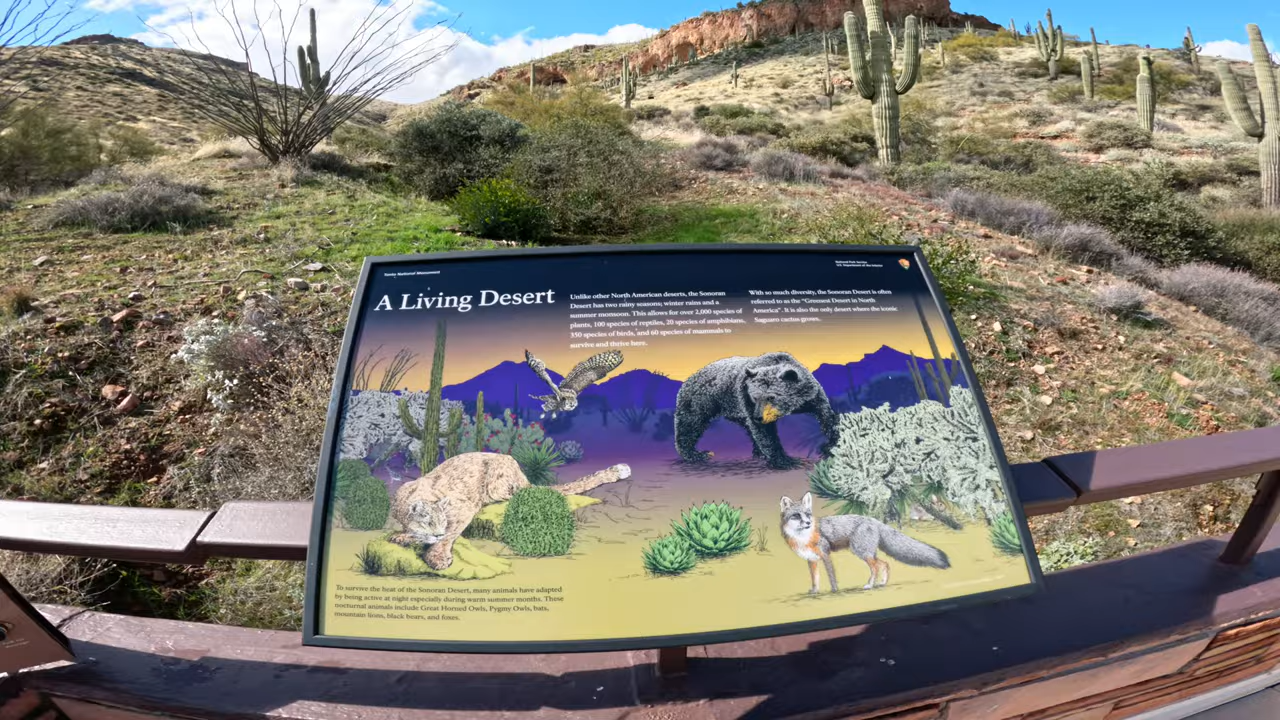 Tonto National Monument
National Park Service
U.S. Department of the Interior
A Living Desert
Unlike other North American deserts, the Sonoran
Desert has two rainy seasons; winter rains and a
summer monsoon. This allows for over 2,000 species of
plants, 100 species of reptiles, 20 species of amphibians,
350 species of birds, and 60 species of mammals to
survive and thrive here.
With so much diversity, the Sonoran Desert is often
referred to as the "Greenest Desert in North
America". It is also the only desert where the iconic
Saguaro cactus grows.
To survive the heat of the Sonoran Desert, many animals have adapted
by being active at night especially during warm summer months. These
nocturnal animals include Great Horned Owls, Pygmy Owls, bats,
mountain lions, black bears, and foxes.